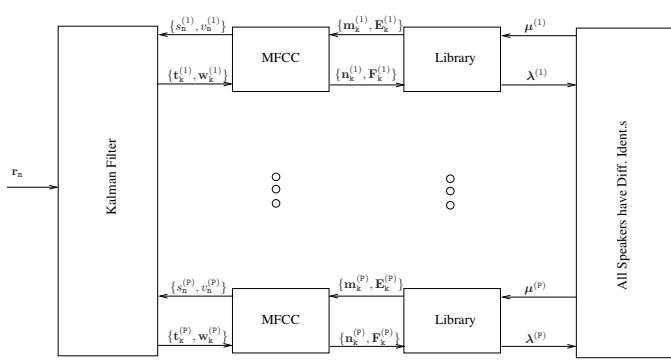 {s_n^(1), v_n^(1)}
{m_k^(1), E_k^(1)}
μ^(1)
MFCC
Library
{t_k^(1), w_k^(1)}
{n_k^(1), F_k^(1)}
λ^(1)
r_n
Kalman Filter
All Speakers have Diff. Ident.s
{s_n^(P), v_n^(P)}
{m_k^(P), E_k^(P)}
μ^(P)
MFCC
Library
{t_k^(P), w_k^(P)}
{n_k^(P), F_k^(P)}
λ^(P)